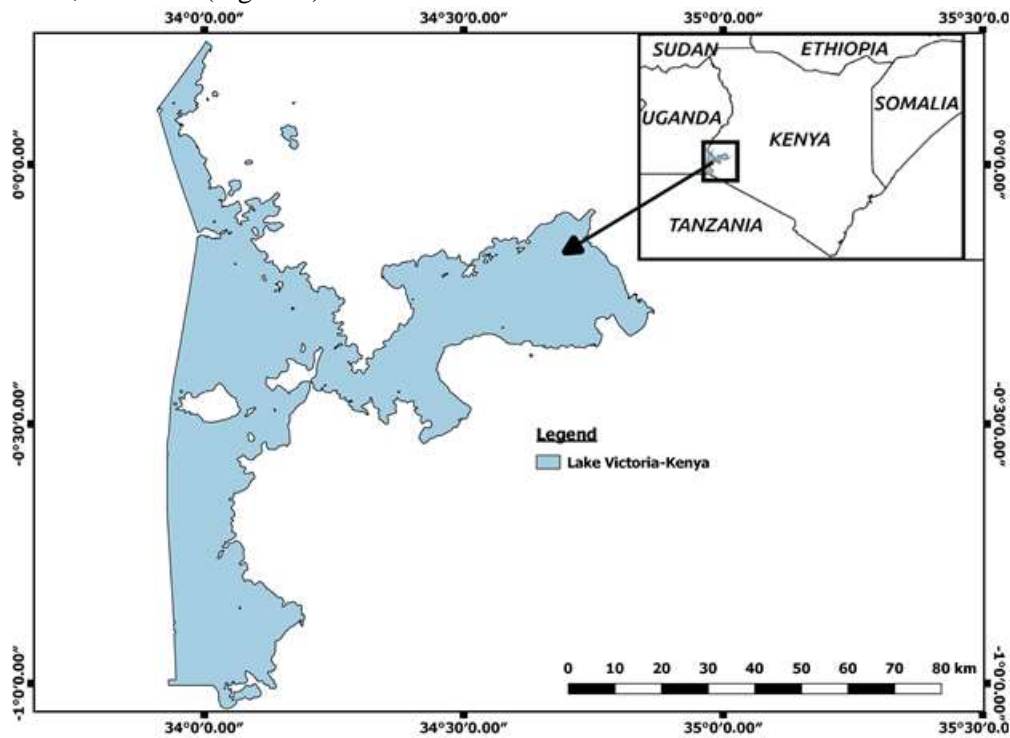 34°0'0.00" 34°30'0.00" 35°0'0.00" 35°30'0.0
SUDAN ETHIOPIA
UGANDA SOMALIA
KENYA
TANZANIA
0°0'0.00" 0°0'0.00"
-0°30'0.00" -0°30'0.00"
Legend
Lake Victoria-Kenya
0 10 20 30 40 50 60 70 80 km
-1°0'0.00" -1°0'0.00"
34°0'0.00" 34°30'0.00" 35°0'0.00" 35°30'0.0